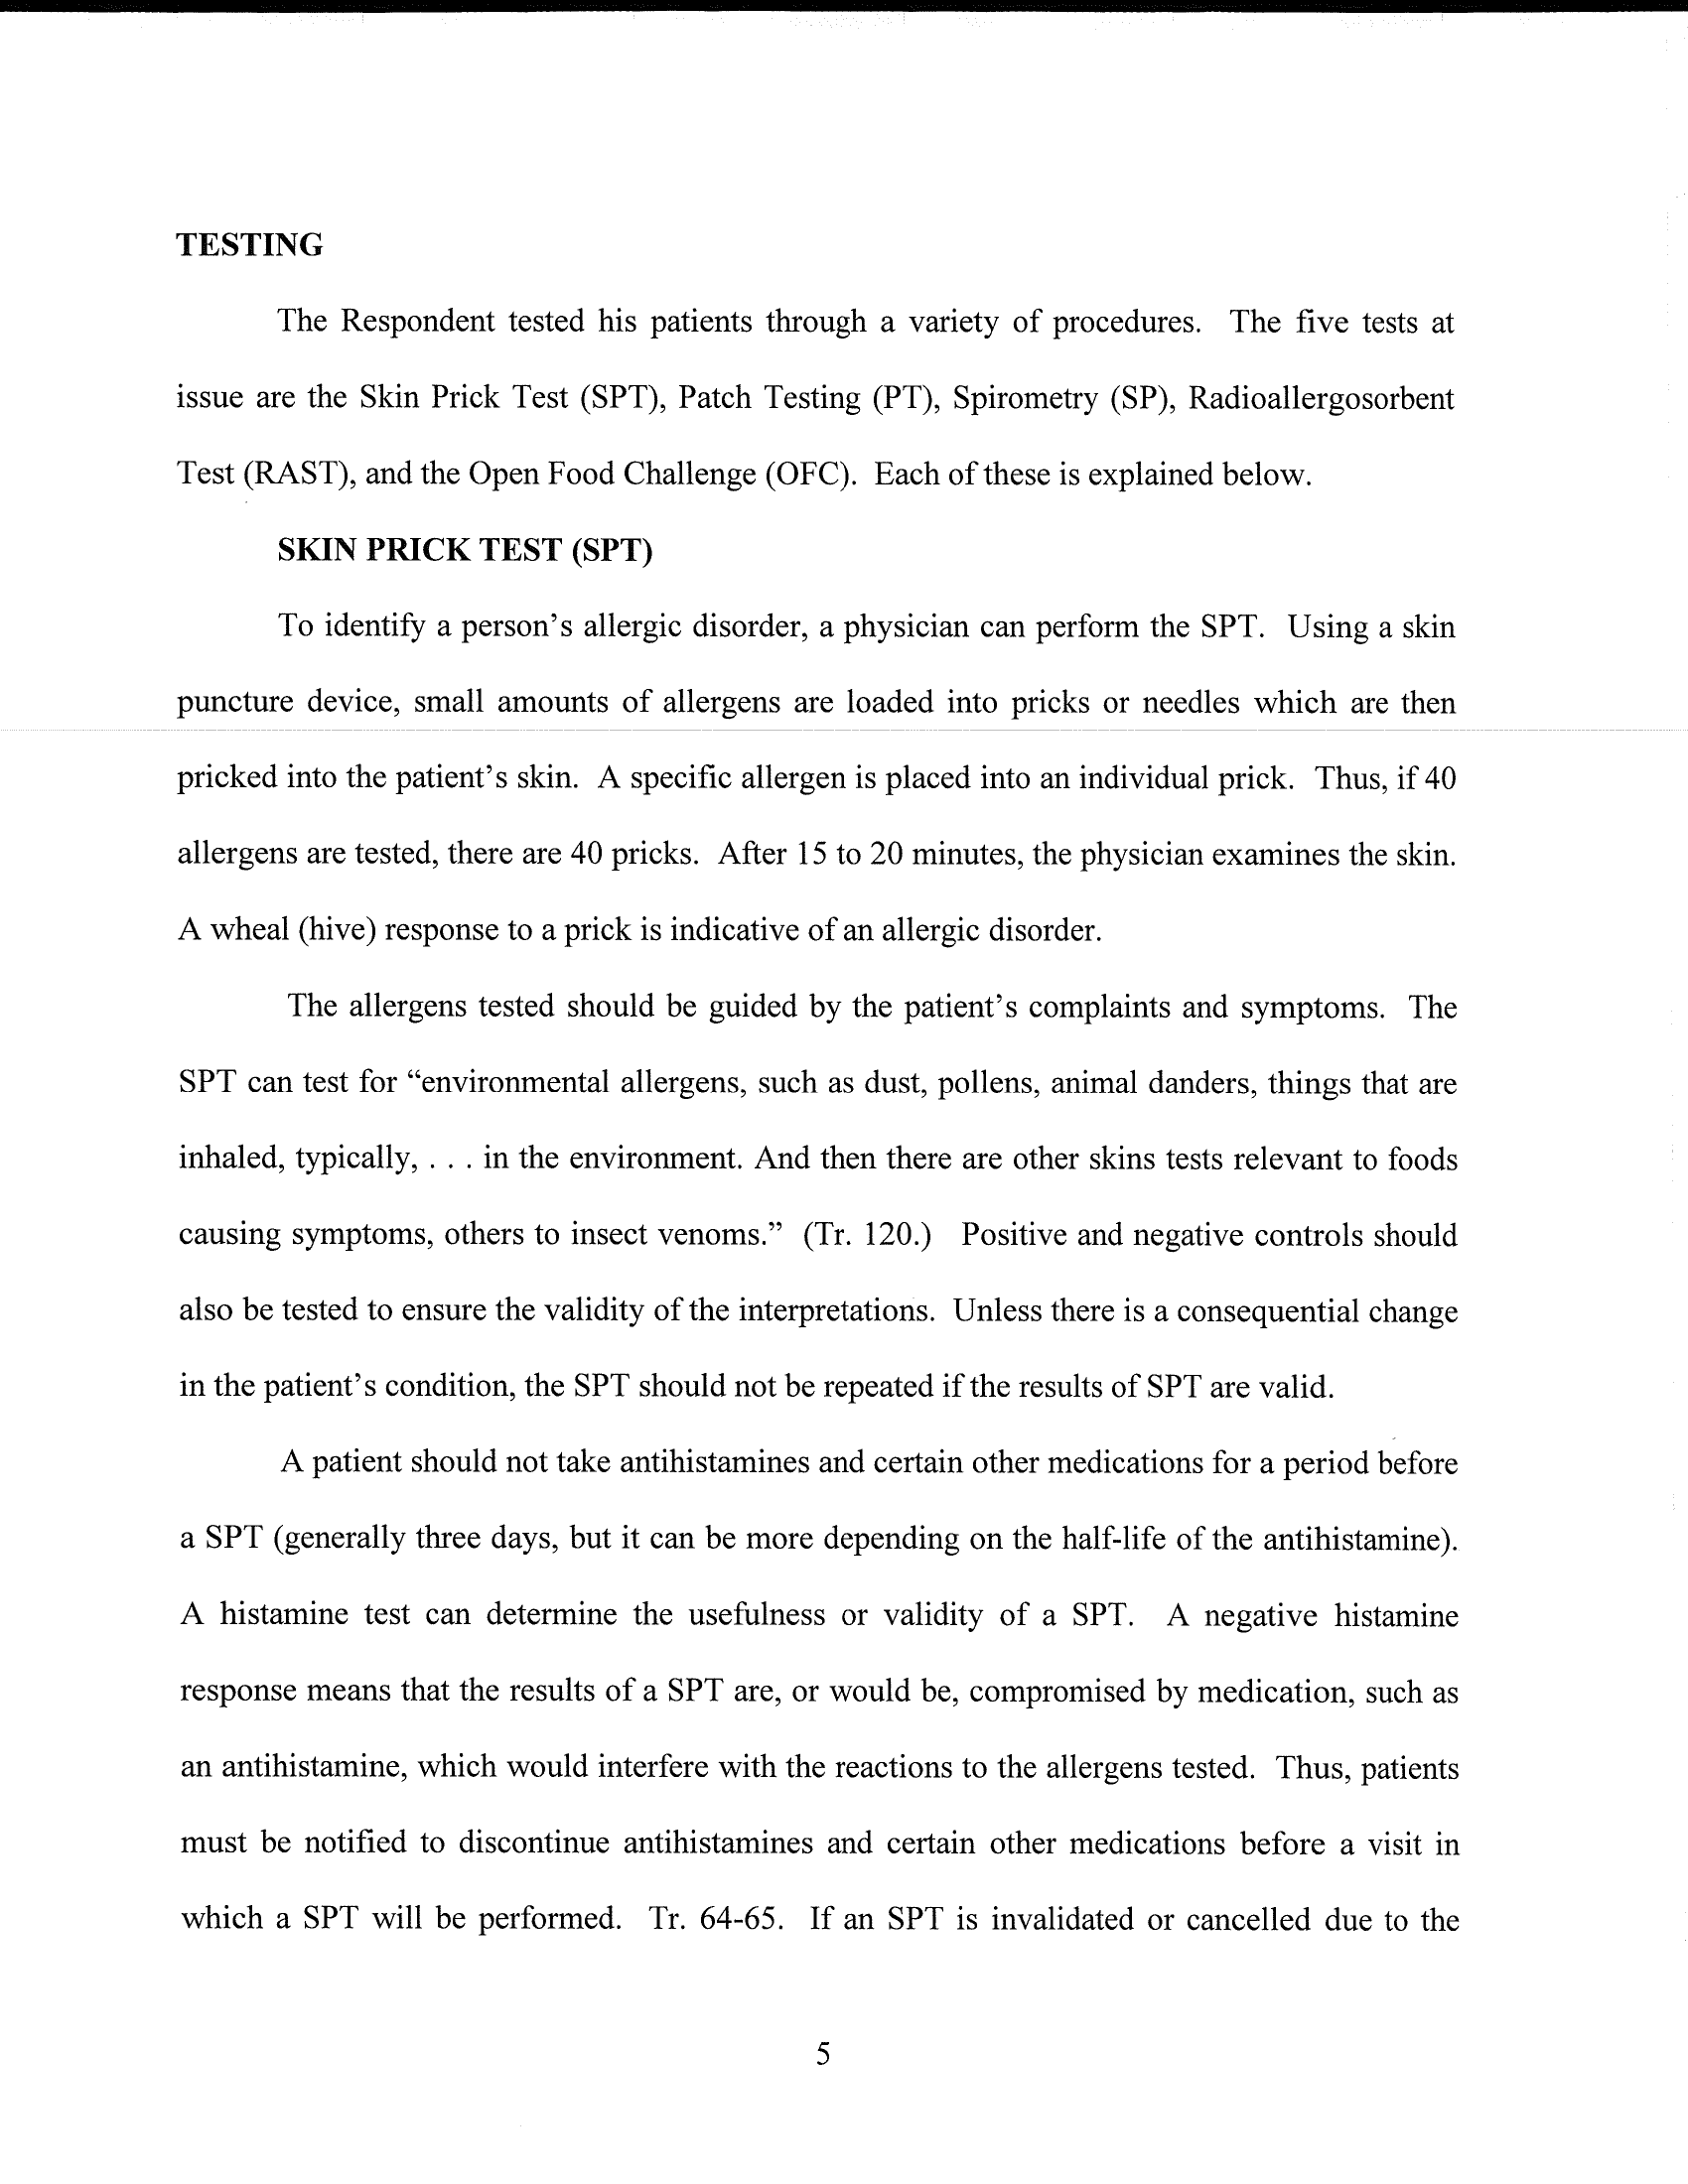 TESTING
The Respondent tested his patients through a variety of procedures. The five tests at
issue are the Skin Prick Test (SPT), Patch Testing (PT), Spirometry (SP), Radioallergosorbent
Test (RAST), and the Open Food Challenge (OFC). Each of these is explained below.
SKIN PRICK TEST (SPT)
To identify a person's allergic disorder, a physician can perform the SPT. Using a skin
puncture device, small amounts of allergens are loaded into pricks or needles which are then
pricked into the patient's skin. A specific allergen is placed into an individual prick. Thus, if 40
allergens are tested, there are 40 pricks. After 15 to 20 minutes, the physician examines the skin.
A wheal (hive) response to a prick is indicative of an allergic disorder.
The allergens tested should be guided by the patient's complaints and symptoms. The
SPT can test for “environmental allergens, such as dust, pollens, animal danders, things that are
inhaled, typically, . . . in the environment. And then there are other skins tests relevant to foods
causing symptoms, others to insect venoms.” (Tr. 120.) Positive and negative controls should
also be tested to ensure the validity of the interpretations. Unless there is a consequential change
in the patient's condition, the SPT should not be repeated if the results of SPT are valid.
A patient should not take antihistamines and certain other medications for a period before
a SPT (generally three days, but it can be more depending on the half-life of the antihistamine).
A histamine test can determine the usefulness or validity of a SPT. A negative histamine
response means that the results of a SPT are, or would be, compromised by medication, such as
an antihistamine, which would interfere with the reactions to the allergens tested. Thus, patients
must be notified to discontinue antihistamines and certain other medications before a visit in
which a SPT will be performed. Tr. 64-65. If an SPT is invalidated or cancelled due to the
5